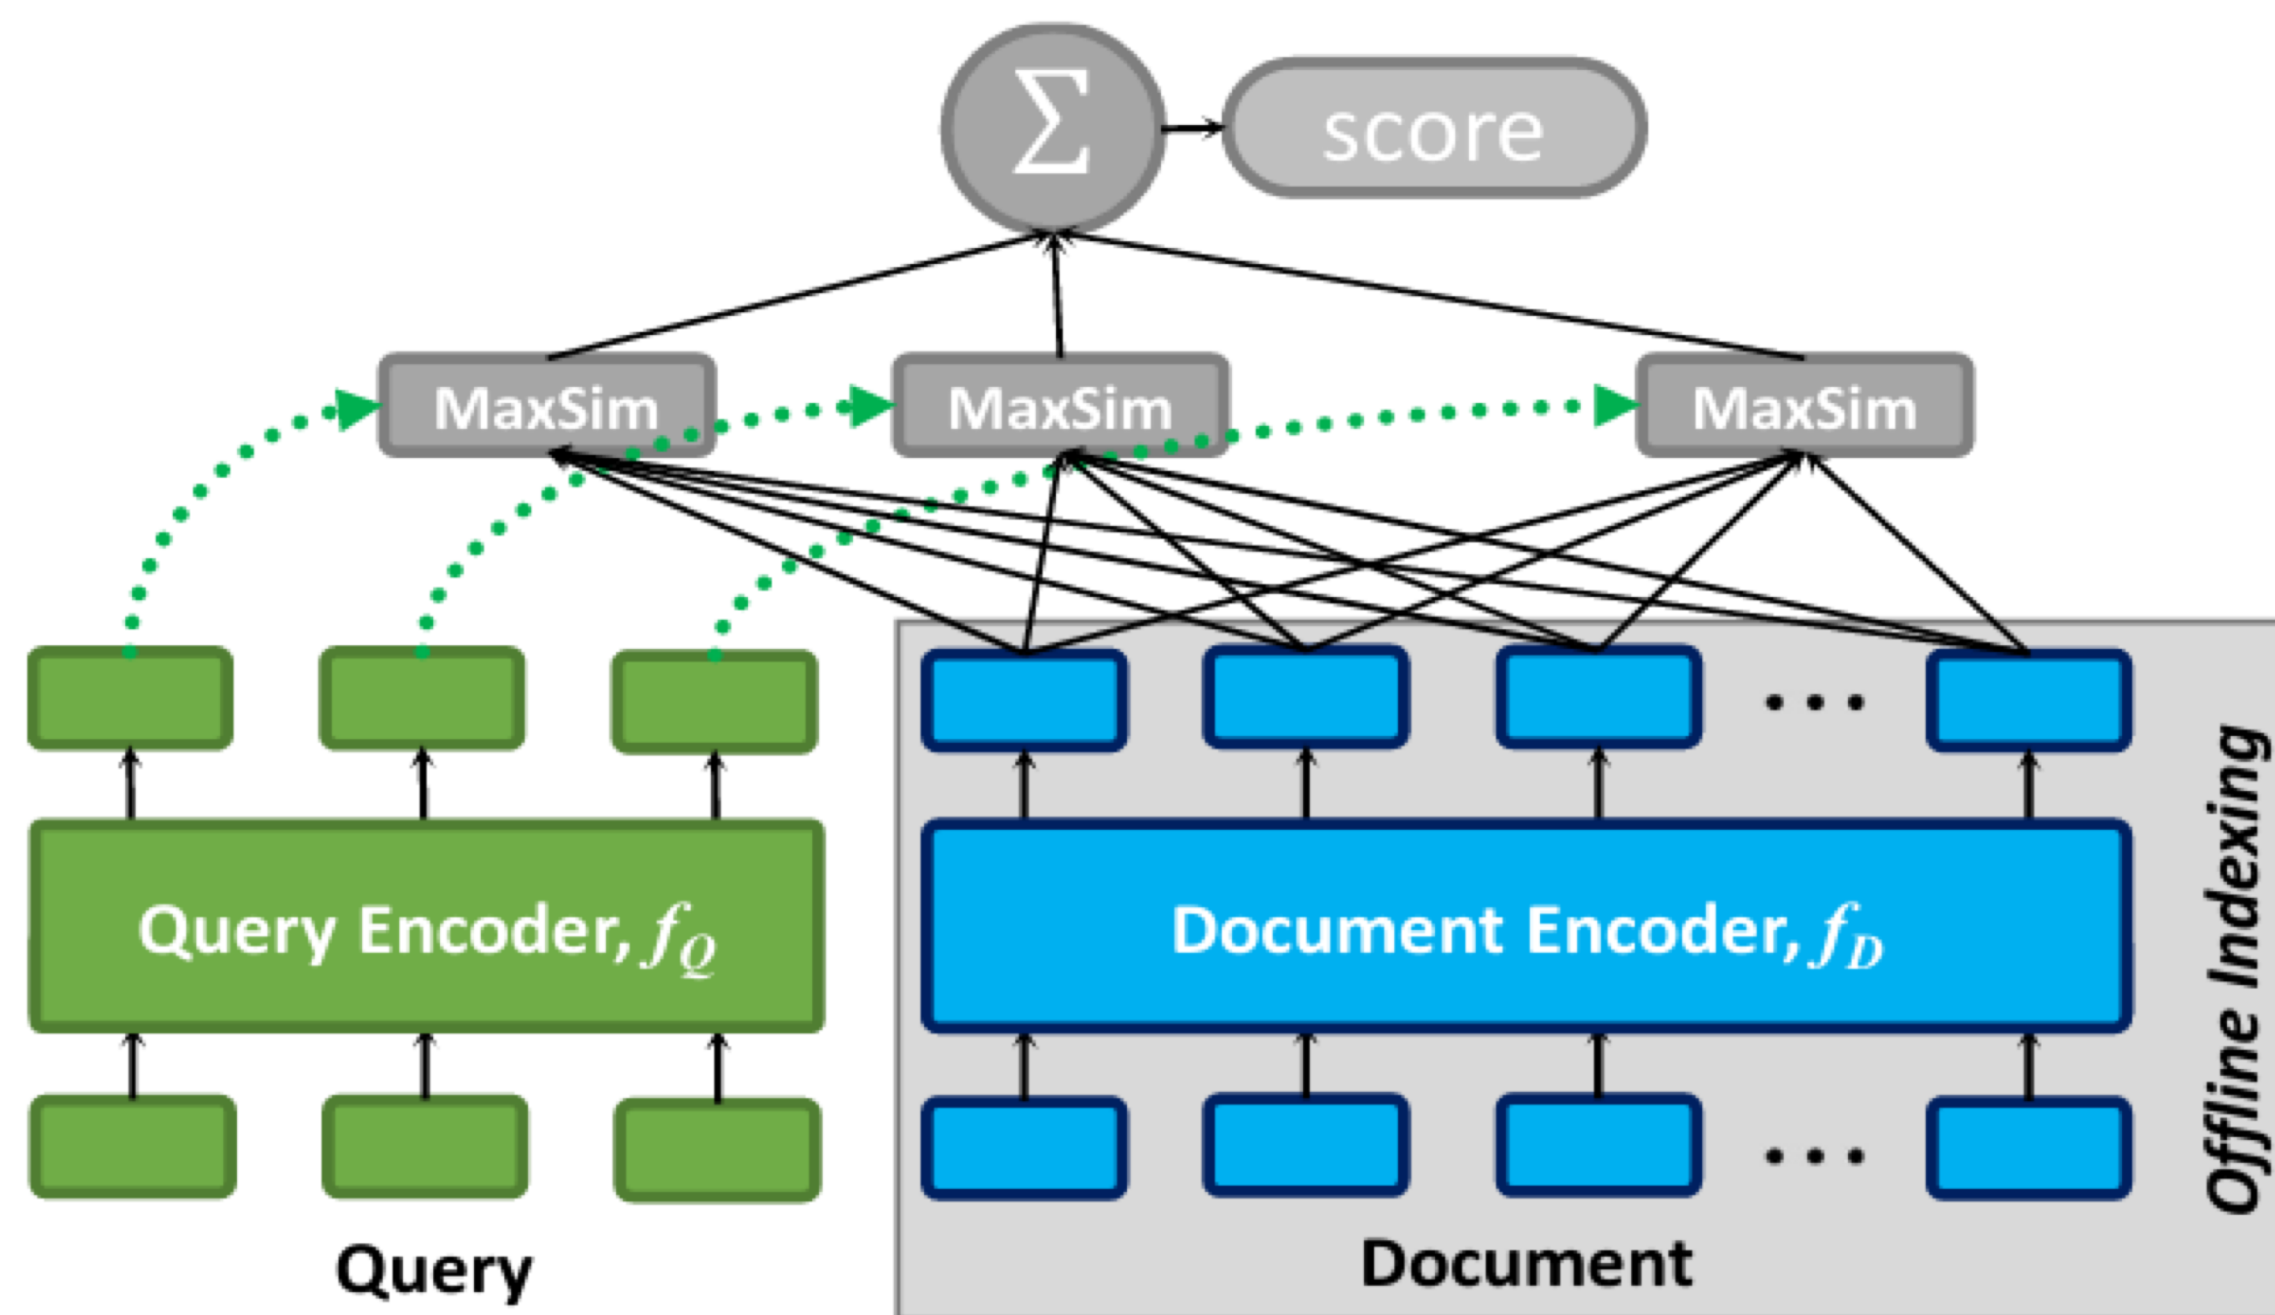 Σ
score
MaxSim
MaxSim
MaxSim
Query Encoder, f_Q
Document Encoder, f_D
...
...
Offline Indexing
Query
Document